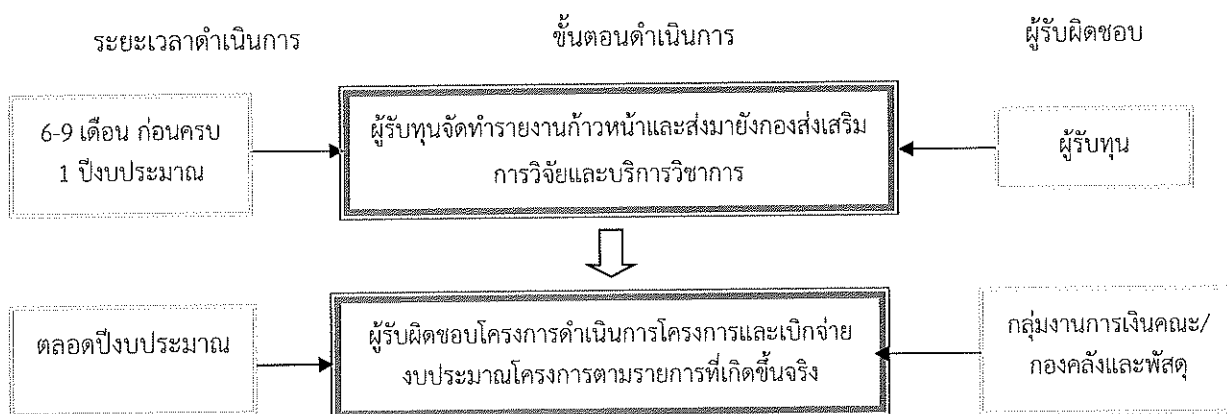 ระยะเวลาดำเนินการ
ขั้นตอนดำเนินการ
ผู้รับผิดชอบ
6-9 เดือน ก่อนครบ
1 ปีงบประมาณ
ผู้รับทุนจัดทำรายงานก้าวหน้าและส่งมายังกองส่งเสริม
การวิจัยและบริการวิชาการ
ผู้รับทุน
ตลอดปีงบประมาณ
ผู้รับผิดชอบโครงการดำเนินการโครงการและเบิกจ่าย
งบประมาณโครงการตามรายการที่เกิดขึ้นจริง
กลุ่มงานการเงินคณะ/
กองคลังและพัสดุ